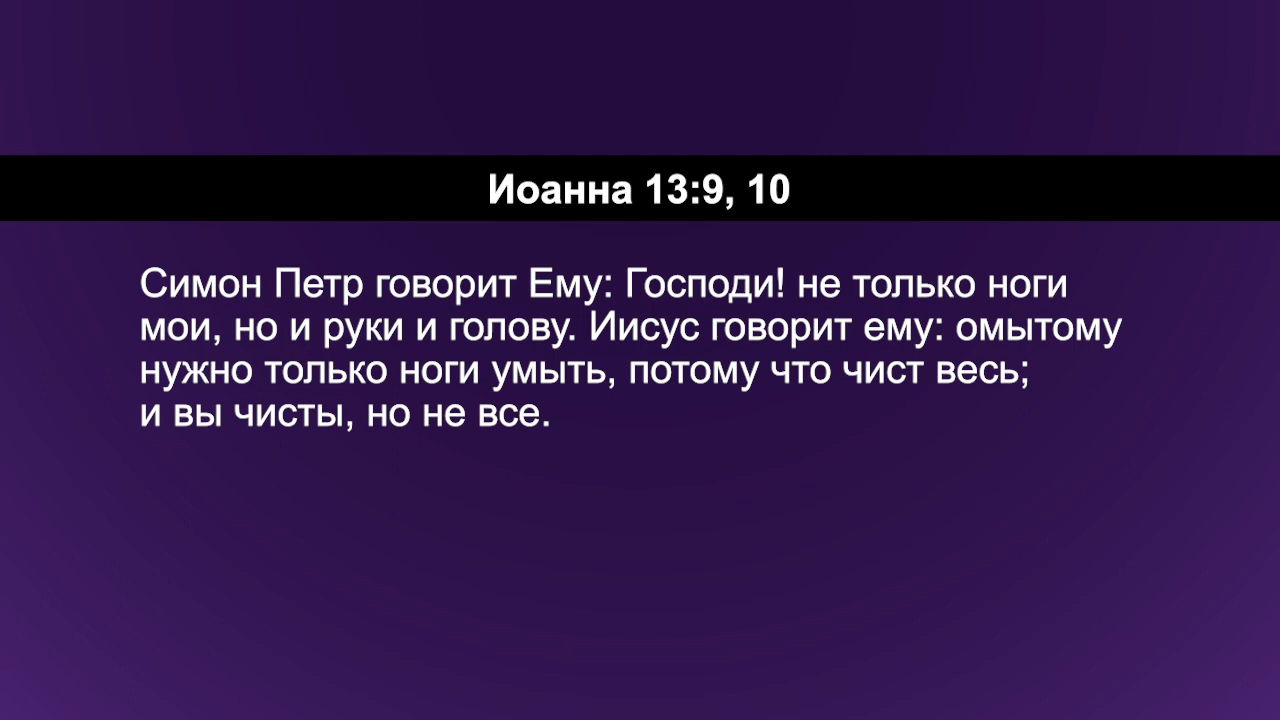 Иоанна 13:9, 10
Симон Петр говорит Ему: Господи! не только ноги
мои, но и руки и голову. Иисус говорит ему: омытому
нужно только ноги умыть, потому что чист весь;
и вы чисты, но не все.